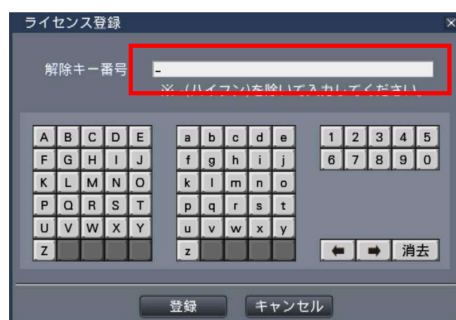 ライセンス登録 ×
解除キー番号 _
※ (ハイフン)を除いて入力してください。
A B C D E a b c d e 1 2 3 4 5
F G H I J f g h i j 6 7 8 9 0
K L M N O k l m n o
P Q R S T p q r s t
U V W X Y u v w x y
Z z ← → 消去
登録 キャンセル